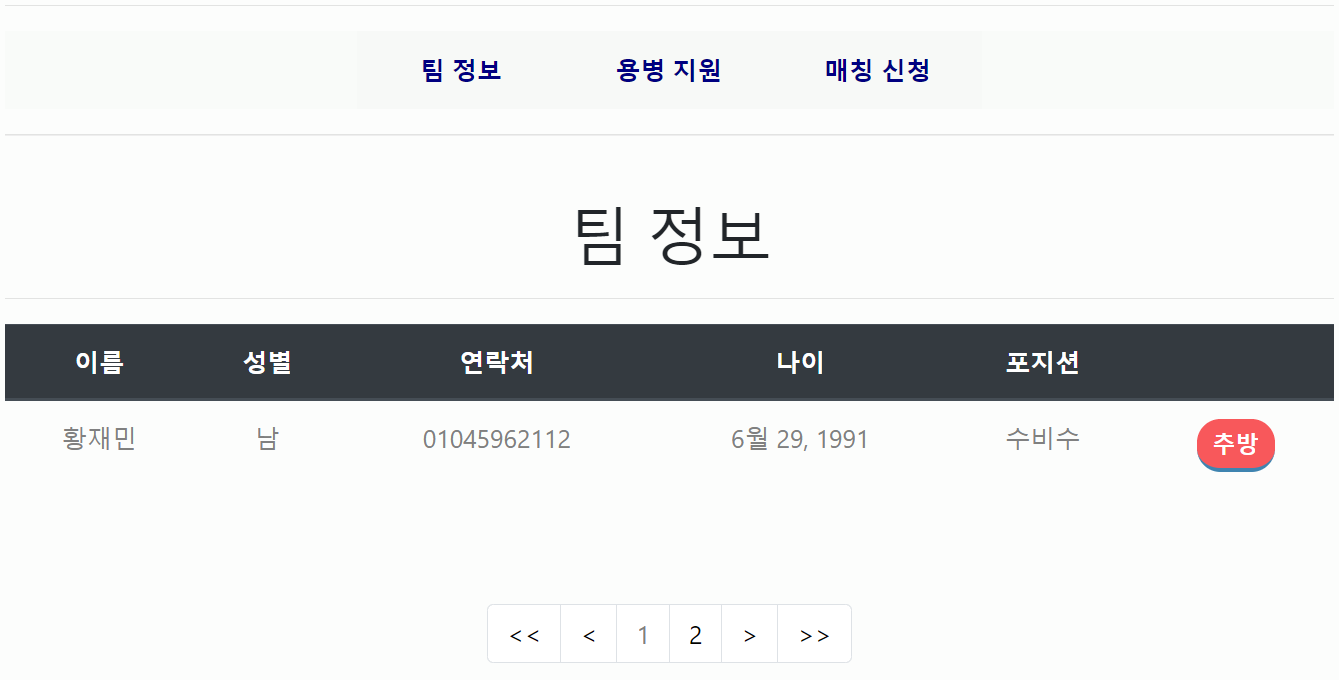 팀 정보 용병 지원 매칭 신청
팀 정보
이름 성별 연락처 나이 포지션
황재민 남 01045962112 6월 29, 1991 수비수 추방
<< < 1 2 > >>